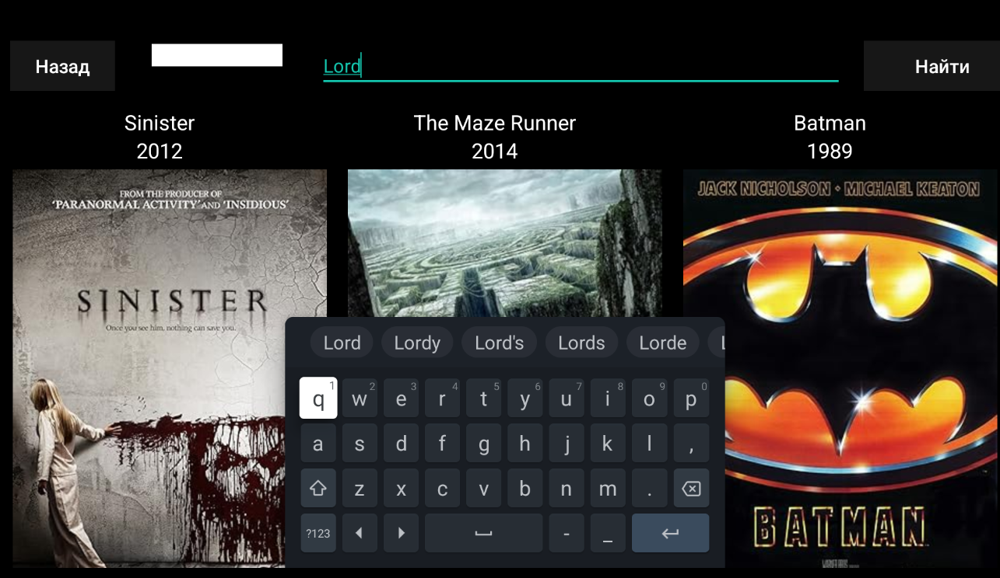 Назад
Lord
Найти
Sinister
2012
The Maze Runner
2014
Batman
1989
FROM THE PRODUCER OF
'PARANORMAL ACTIVITY' AND 'INSIDIOUS'
SINISTER
Once you see him, nothing can save you.
JACK NICHOLSON • MICHAEL KEATON
BATMAN
Lord Lordy Lord's Lords Lorde
q 1 w 2 e 3 r 4 t 5 y 6 u 7 i 8 o 9 p 0
a s d f g h j k l ,
z x c v b n m .
?123 - _